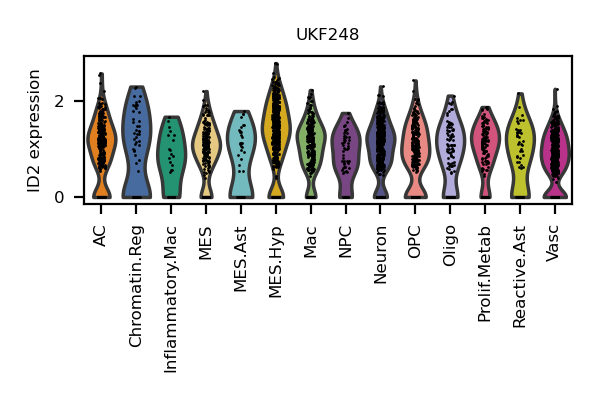 UKF248
ID2 expression
2
0
AC
Chromatin.Reg
Inflammatory.Mac
MES
MES.Ast
MES.Hyp
Mac
NPC
Neuron
OPC
Oligo
Prolif.Metab
Reactive.Ast
Vasc